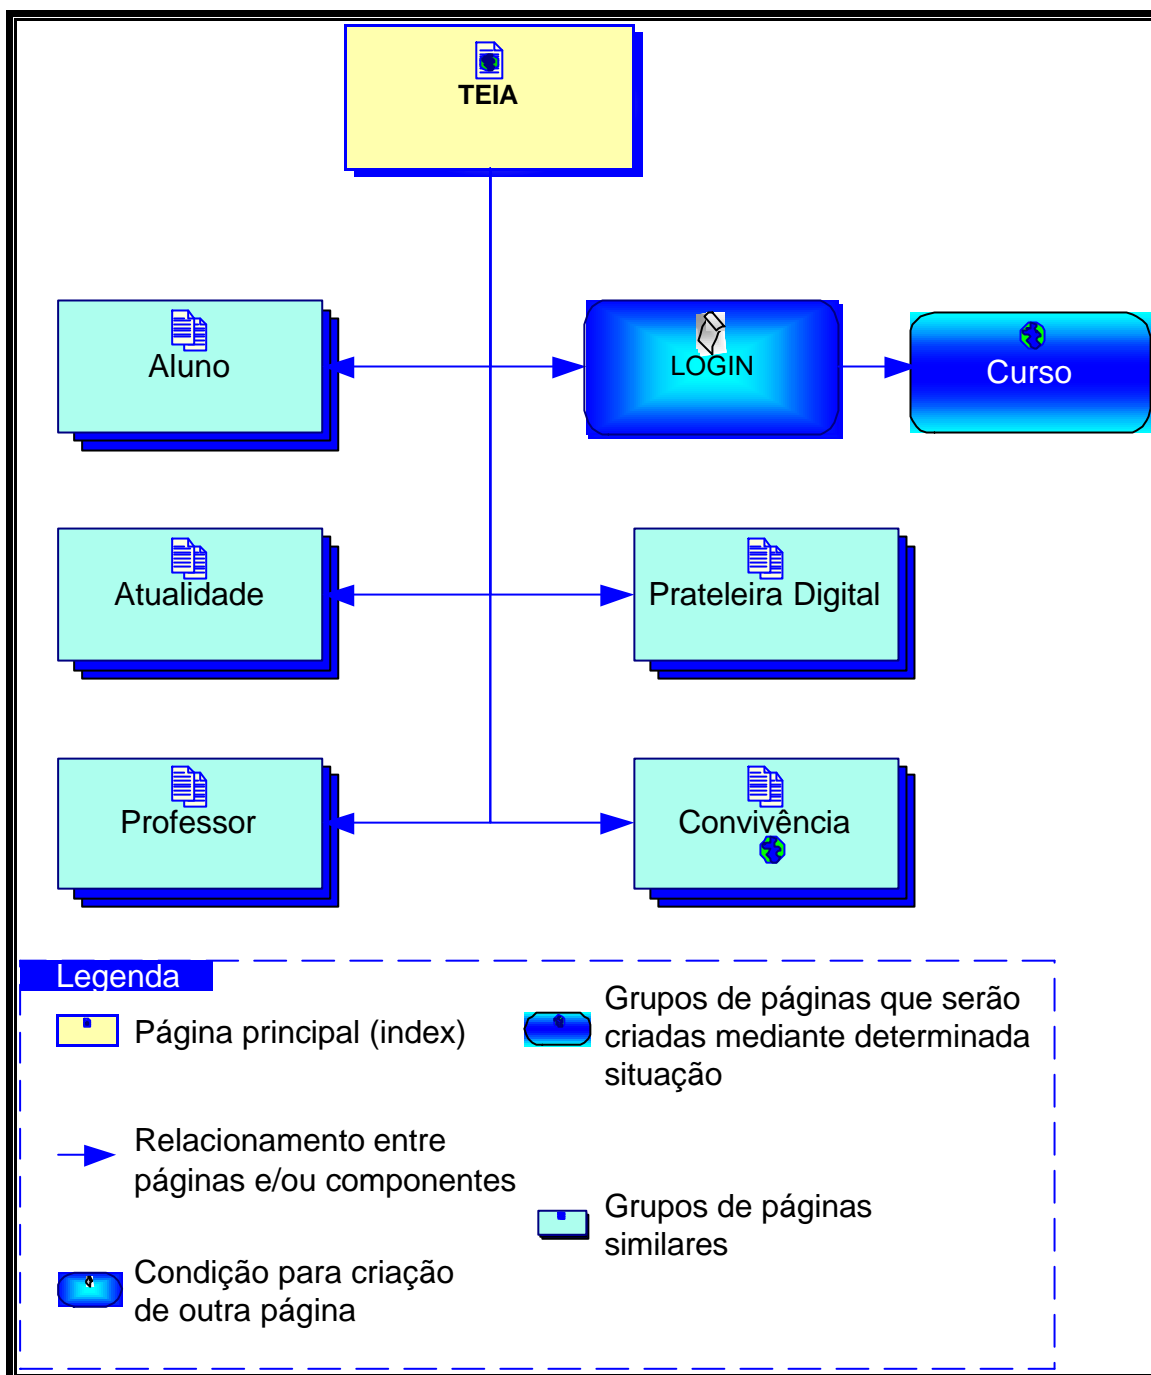 TEIA
Aluno
LOGIN
Curso
Atualidade
Prateleira Digital
Professor
Convivência
Legenda
Página principal (index)
Grupos de páginas que serão
criadas mediante determinada
situação
Relacionamento entre
páginas e/ou componentes
Grupos de páginas
similares
Condição para criação
de outra página